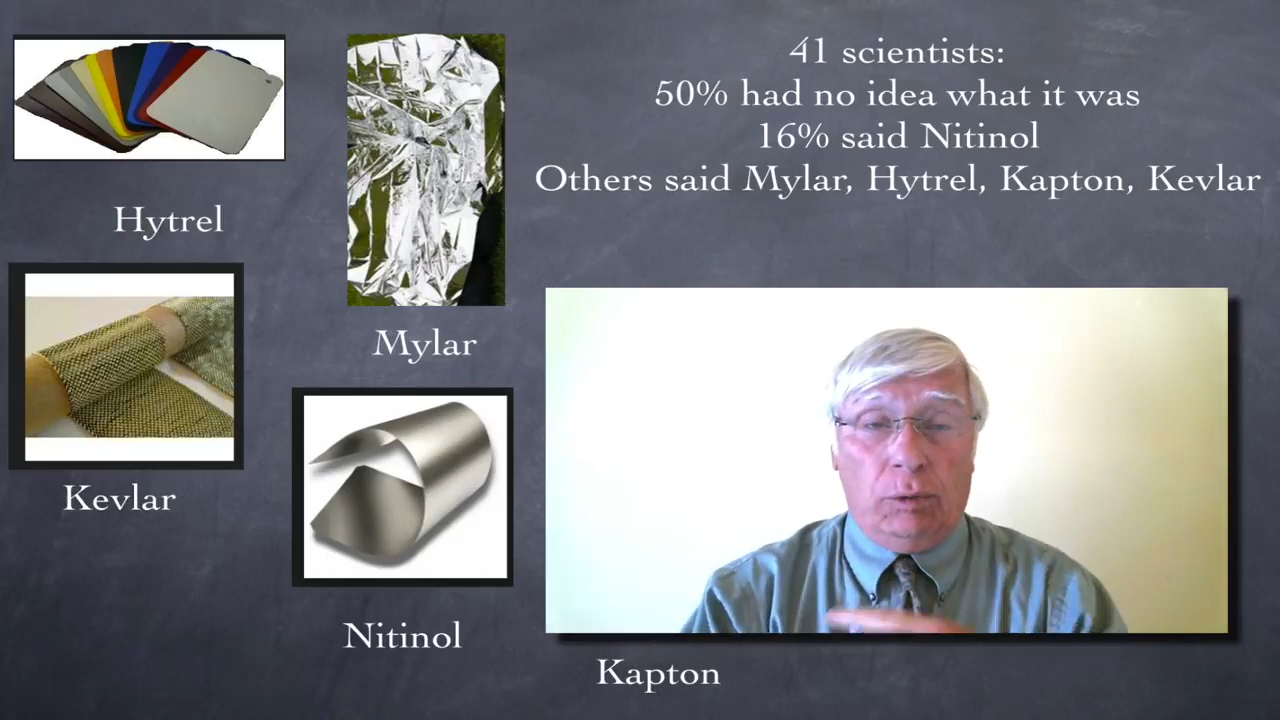 41 scientists:
50% had no idea what it was
16% said Nitinol
Others said Mylar, Hytrel, Kapton, Kevlar
Hytrel
Mylar
Kevlar
Nitinol
Kapton